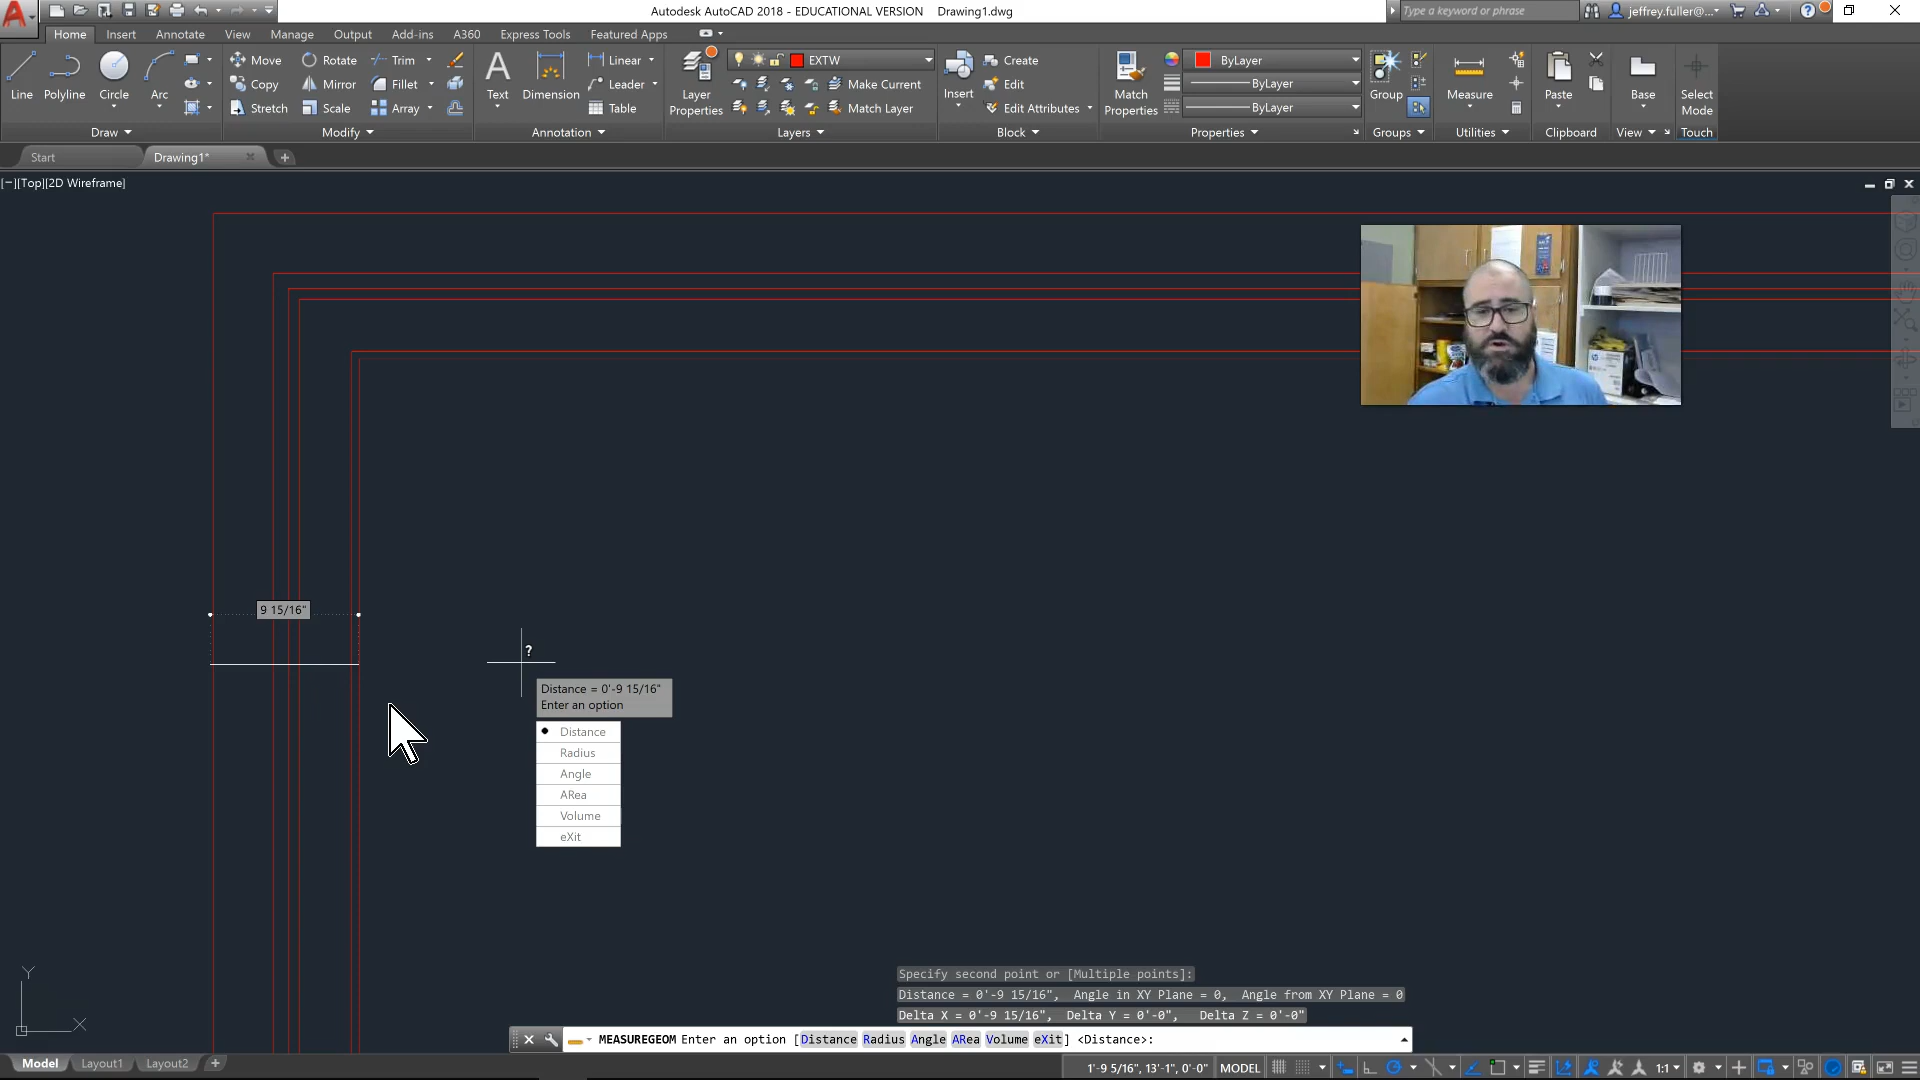 Autodesk AutoCAD 2018 - EDUCATIONAL VERSION Drawing1.dwg
Type a keyword or phrase
jeffrey.fuller@...
Home Insert Annotate View Manage Output Add-ins A360 Express Tools Featured Apps
Line
Polyline
Circle
Arc
Move
Copy
Stretch
Rotate
Mirror
Scale
Trim
Fillet
Array
Text
Dimension
Linear
Leader
Table
Layer
Properties
EXTW
Make Current
Match Layer
Insert
Create
Edit
Edit Attributes
Match
Properties
ByLayer
ByLayer
ByLayer
Group
Measure
Paste
Base
Select
Mode
Draw
Modify
Annotation
Layers
Block
Properties
Groups
Utilities
Clipboard
View
Touch
Start
Drawing1*
[−][Top][2D Wireframe]
9 15/16"
?
Distance = 0'-9 15/16"
Enter an option
Distance
Radius
Angle
ARea
Volume
eXit
Y
X
Specify second point or [Multiple points]:
Distance = 0'-9 15/16", Angle in XY Plane = 0, Angle from XY Plane = 0
Delta X = 0'-9 15/16", Delta Y = 0'-0", Delta Z = 0'-0"
MEASUREGEOM Enter an option [Distance Radius Angle ARea Volume eXit] <Distance>:
Model Layout1 Layout2
1'-9 5/16", 13'-1", 0'-0" MODEL
1:1